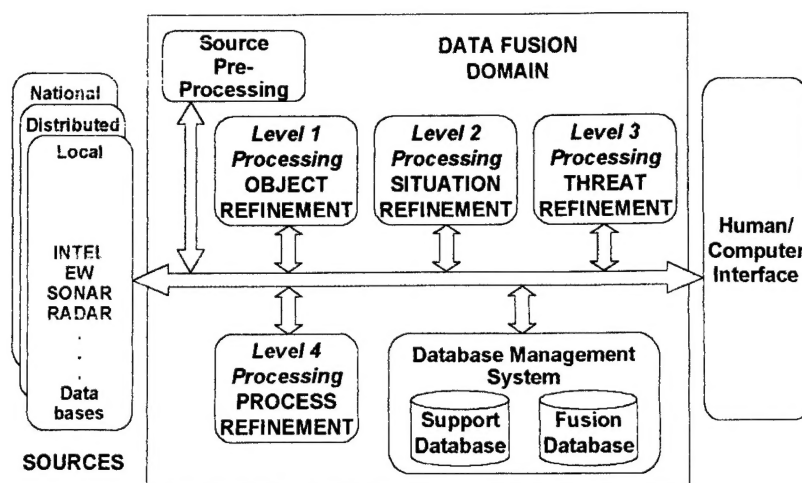 Source
Pre-
Processing
DATA FUSION
DOMAIN
National
Distributed
Local
INTEL
EW
SONAR
RADAR
.
.
.
Data
bases
SOURCES
Level 1
Processing
OBJECT
REFINEMENT
Level 2
Processing
SITUATION
REFINEMENT
Level 3
Processing
THREAT
REFINEMENT
Human/
Computer
Interface
Level 4
Processing
PROCESS
REFINEMENT
Database Management
System
Support
Database
Fusion
Database